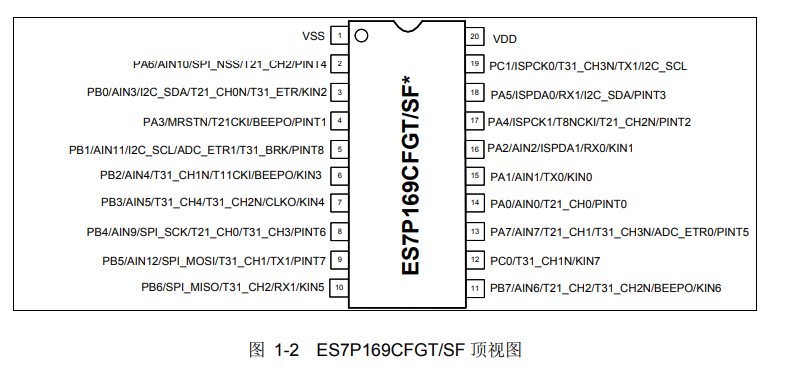 VSS 1
PA6/AIN10/SPI_NSS/T21_CH2/PINT4 2
PB0/AIN3/I2C_SDA/T21_CH0N/T31_ETR/KIN2 3
PA3/MRSTN/T21CKI/BEEPO/PINT1 4
PB1/AIN11/I2C_SCL/ADC_ETR1/T31_BRK/PINT8 5
PB2/AIN4/T31_CH1N/T11CKI/BEEPO/KIN3 6
PB3/AIN5/T31_CH4/T31_CH2N/CLKO/KIN4 7
PB4/AIN9/SPI_SCK/T21_CH0/T31_CH3/PINT6 8
PB5/AIN12/SPI_MOSI/T31_CH1/TX1/PINT7 9
PB6/SPI_MISO/T31_CH2/RX1/KIN5 10
ES7P169CFGT/SF*
20 VDD
19 PC1/ISPCK0/T31_CH3N/TX1/I2C_SCL
18 PA5/ISPDA0/RX1/I2C_SDA/PINT3
17 PA4/ISPCK1/T8NCKI/T21_CH2N/PINT2
16 PA2/AIN2/ISPDA1/RX0/KIN1
15 PA1/AIN1/TX0/KIN0
14 PA0/AIN0/T21_CH0/PINT0
13 PA7/AIN7/T21_CH1/T31_CH3N/ADC_ETR0/PINT5
12 PC0/T31_CH1N/KIN7
11 PB7/AIN6/T21_CH2/T31_CH2N/BEEPO/KIN6
图 1-2 ES7P169CFGT/SF 顶视图